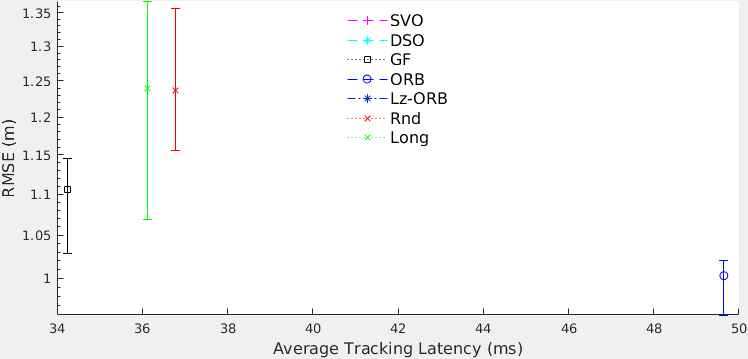 1.35
1.3
1.25
1.2
1.15
1.1
1.05
1
RMSE (m)
SVO
DSO
GF
ORB
Lz-ORB
Rnd
Long
34 36 38 40 42 44 46 48 50
Average Tracking Latency (ms)